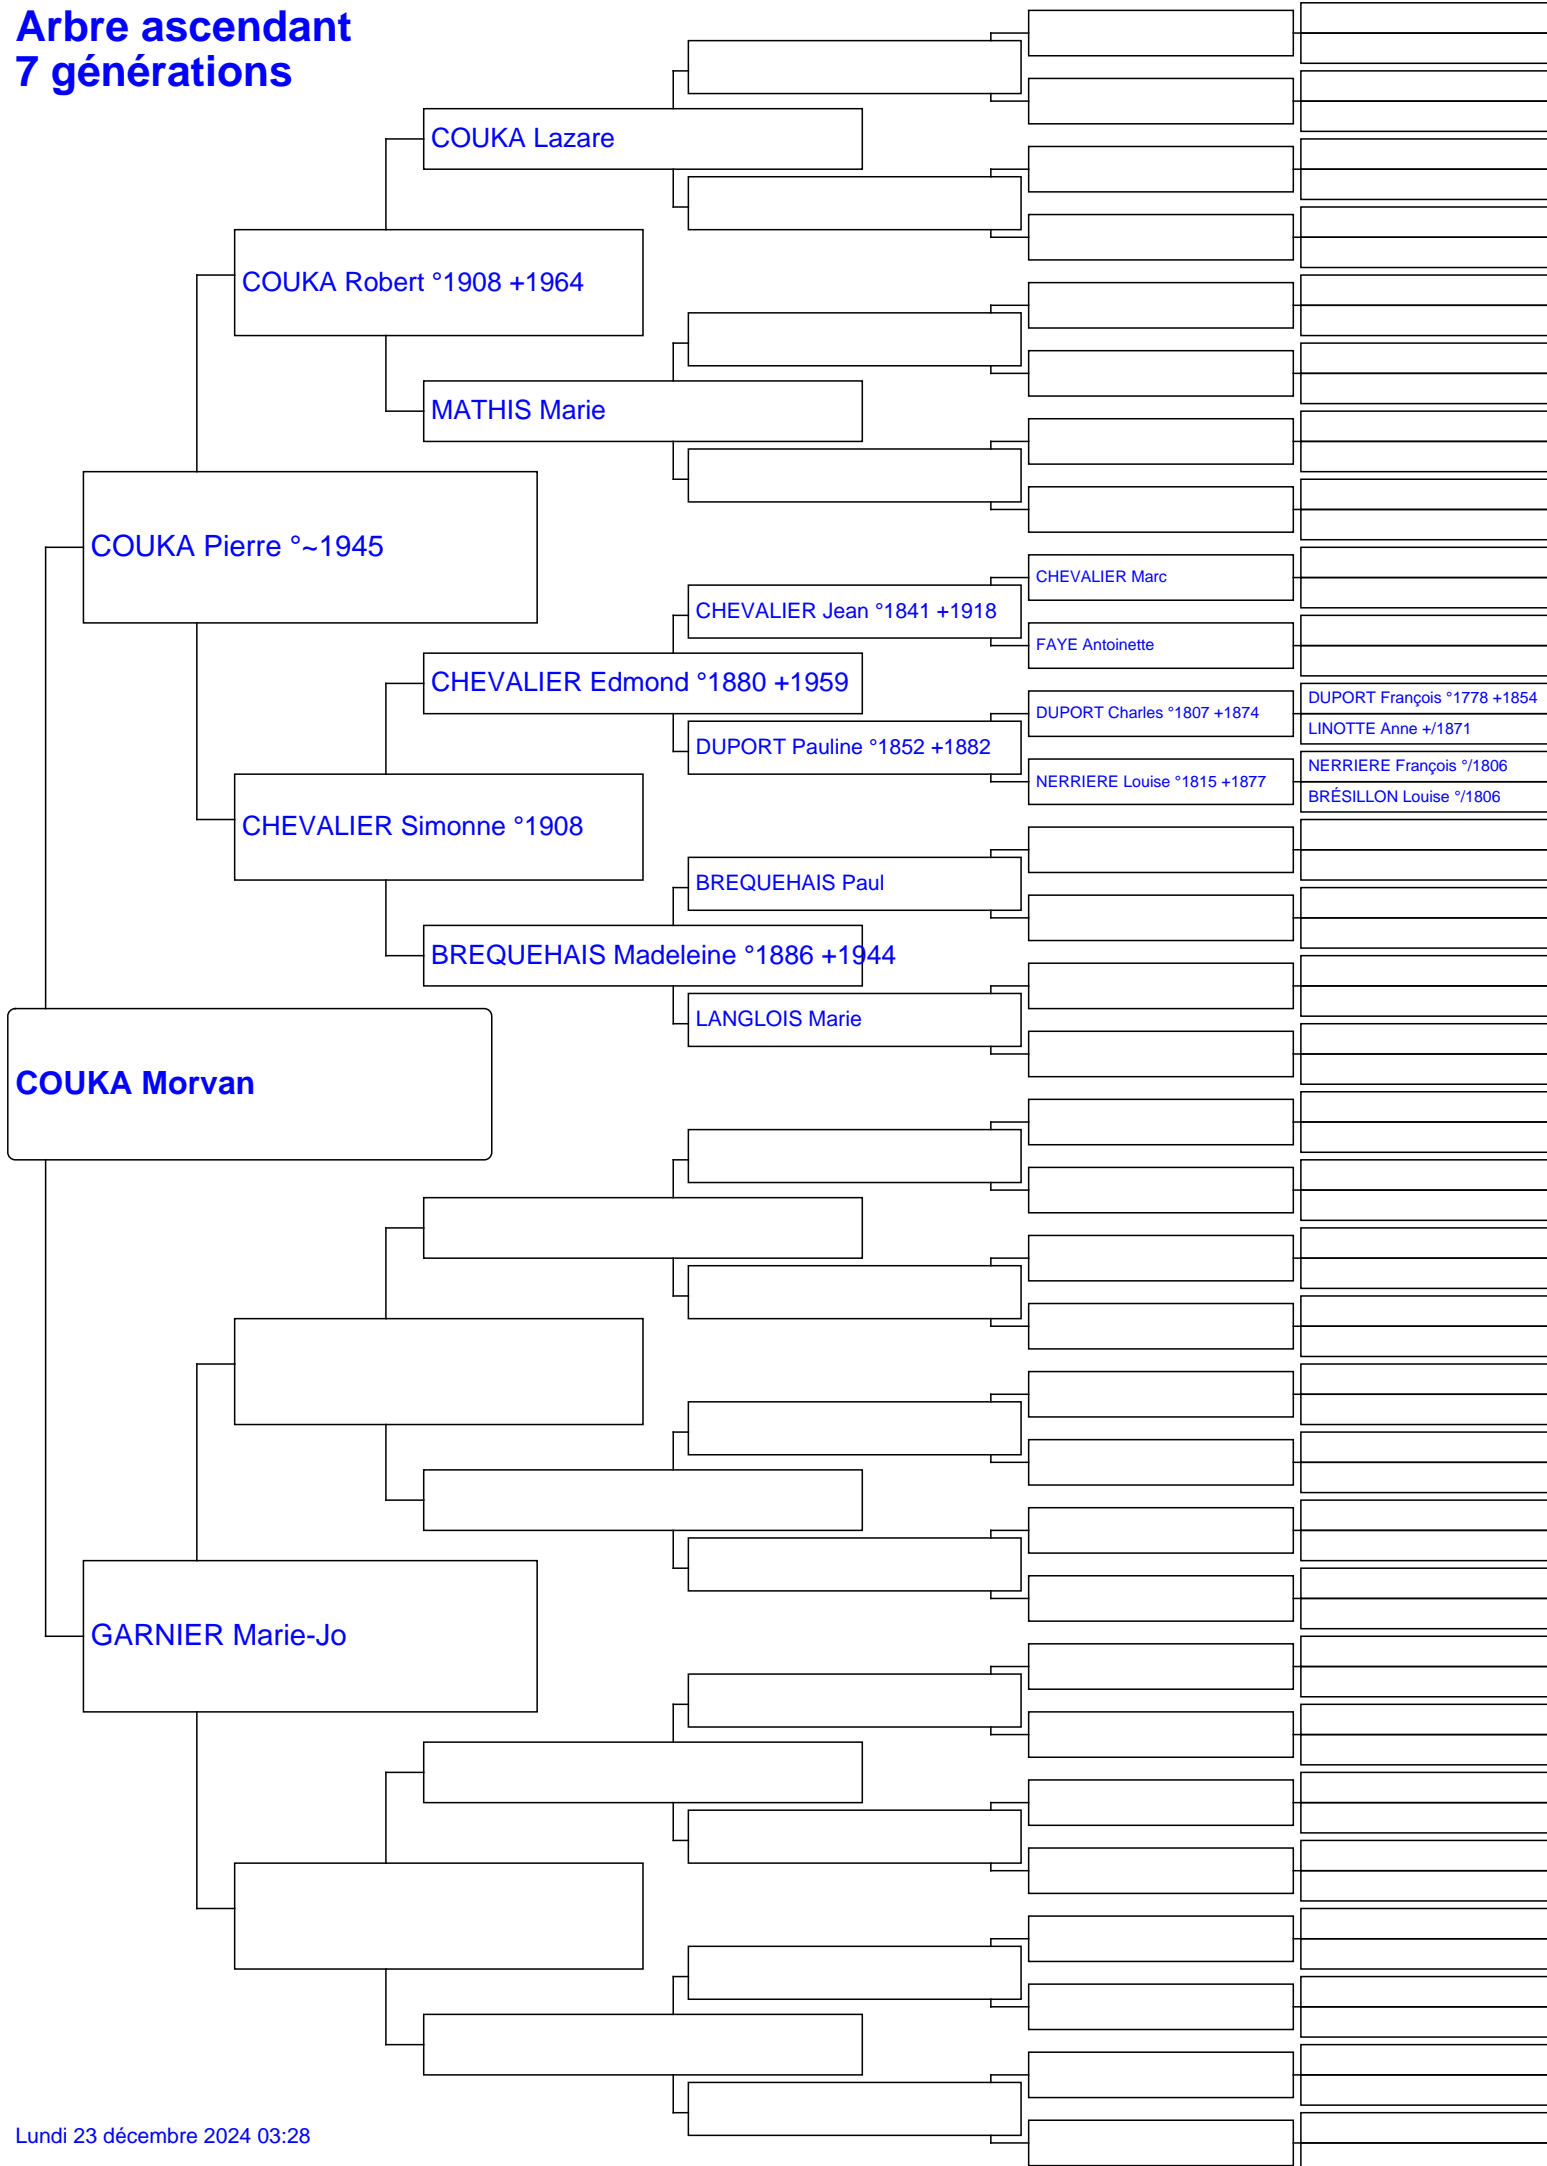 Arbre ascendant
7 générations
COUKA Lazare
COUKA Robert °1908 +1964
MATHIS Marie
COUKA Pierre °~1945
CHEVALIER Marc
CHEVALIER Jean °1841 +1918
FAYE Antoinette
CHEVALIER Edmond °1880 +1959
DUPORT François °1778 +1854
DUPORT Charles °1807 +1874
LINOTTE Anne +/1871
DUPORT Pauline °1852 +1882
NERRIERE François °/1806
NERRIERE Louise °1815 +1877
BRÉSILLON Louise °/1806
CHEVALIER Simonne °1908
BREQUEHAIS Paul
BREQUEHAIS Madeleine °1886 +1944
LANGLOIS Marie
COUKA Morvan
GARNIER Marie-Jo
Lundi 23 décembre 2024 03:28